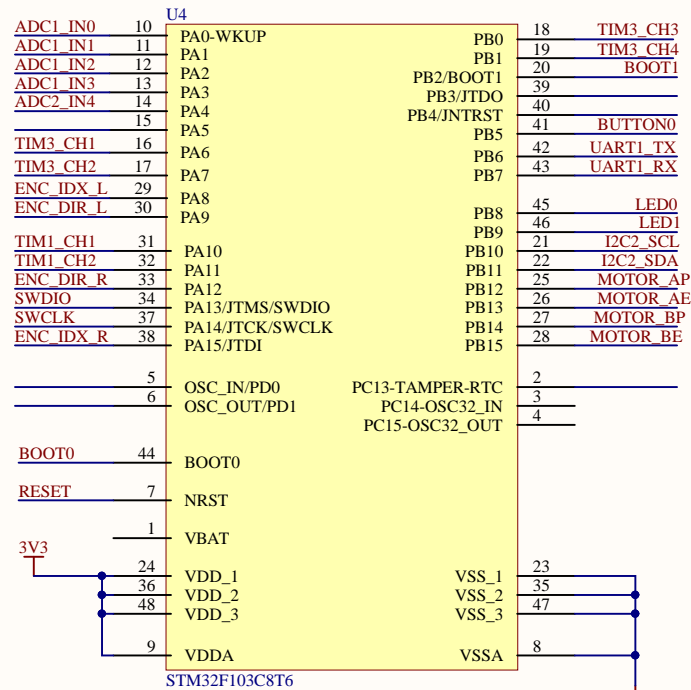 U4
ADC1_IN0 10 PA0-WKUP PB0 18 TIM3_CH3
ADC1_IN1 11 PA1 PB1 19 TIM3_CH4
ADC1_IN2 12 PA2 PB2/BOOT1 20 BOOT1
ADC1_IN3 13 PA3 PB3/JTDO 39
ADC2_IN4 14 PA4 PB4/JNTRST 40
15 PA5 PB5 41 BUTTON0
TIM3_CH1 16 PA6 PB6 42 UART1_TX
TIM3_CH2 17 PA7 PB7 43 UART1_RX
ENC_IDX_L 29 PA8 PB8 45 LED0
ENC_DIR_L 30 PA9 PB9 46 LED1
TIM1_CH1 31 PA10 PB10 21 I2C2_SCL
TIM1_CH2 32 PA11 PB11 22 I2C2_SDA
ENC_DIR_R 33 PA12 PB12 25 MOTOR_AP
SWDIO 34 PA13/JTMS/SWDIO PB13 26 MOTOR_AE
SWCLK 37 PA14/JTCK/SWCLK PB14 27 MOTOR_BP
ENC_IDX_R 38 PA15/JTDI PB15 28 MOTOR_BE
5 OSC_IN/PD0 PC13-TAMPER-RTC 2
6 OSC_OUT/PD1 PC14-OSC32_IN 3
PC15-OSC32_OUT 4
BOOT0 44 BOOT0
RESET 7 NRST
1 VBAT
3V3
24 VDD_1 VSS_1 23
36 VDD_2 VSS_2 35
48 VDD_3 VSS_3 47
9 VDDA VSSA 8
STM32F103C8T6